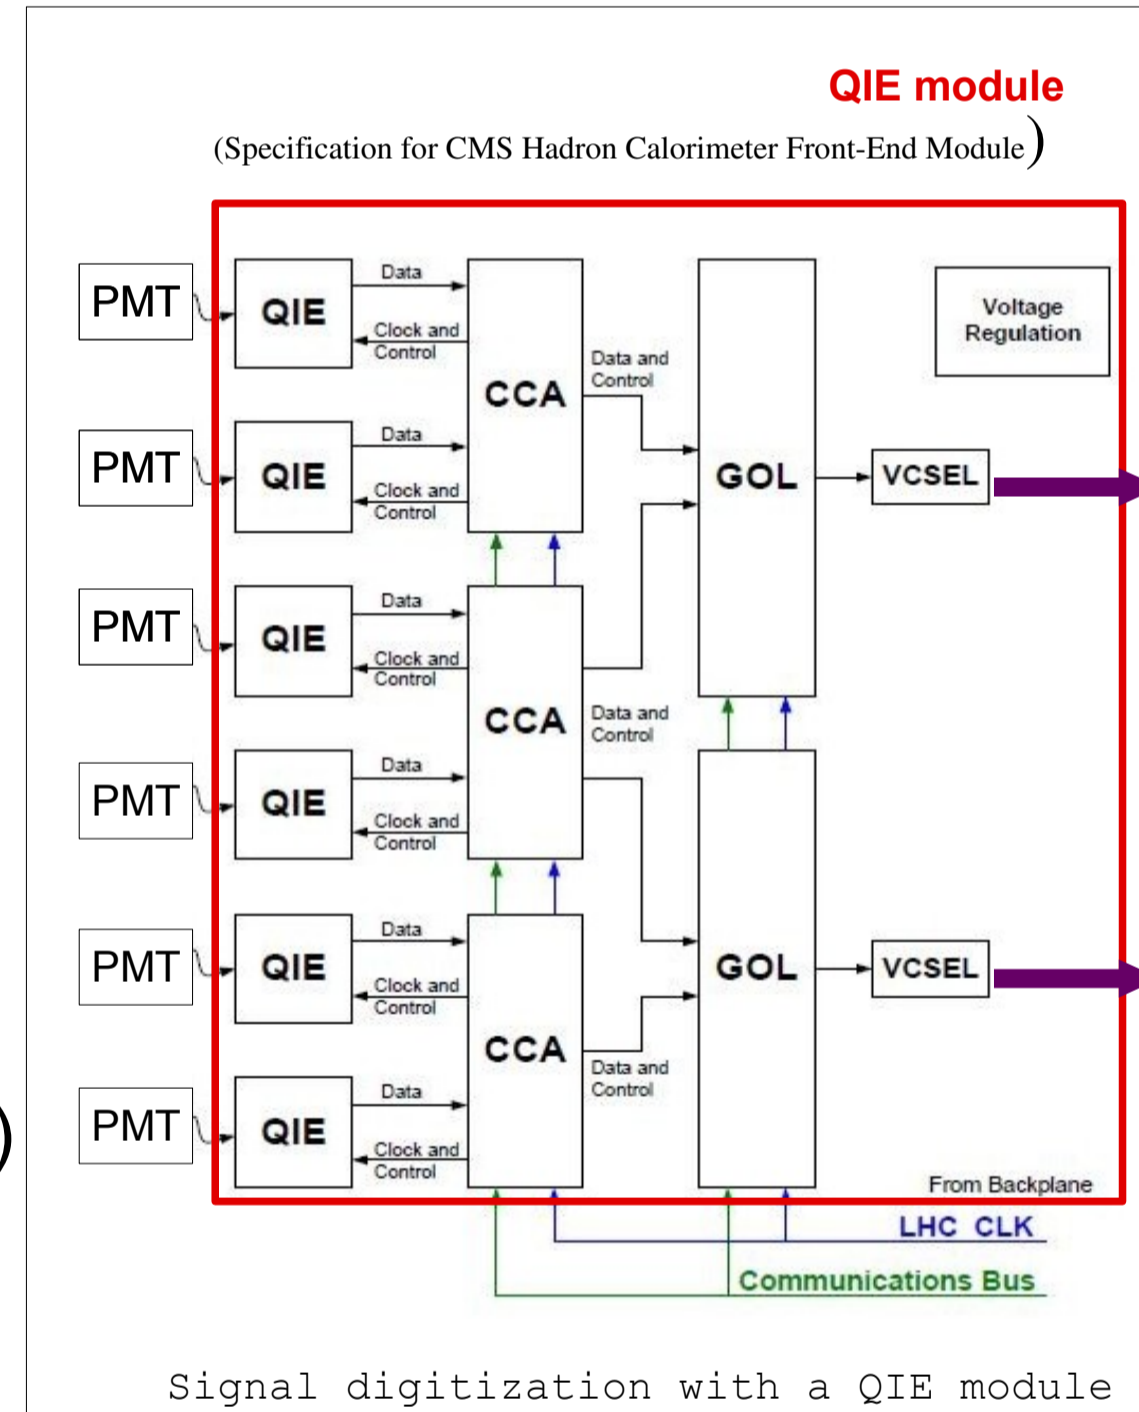 QIE module
(Specification for CMS Hadron Calorimeter Front-End Module)
PMT
QIE
Data
Clock and
Control
CCA
Data and
Control
GOL
Voltage
Regulation
PMT
QIE
Data
Clock and
Control
VCSEL
PMT
QIE
Data
Clock and
Control
CCA
Data and
Control
PMT
QIE
Data
Clock and
Control
PMT
QIE
Data
Clock and
Control
CCA
Data and
Control
GOL
VCSEL
PMT
QIE
Data
Clock and
Control
)
From Backplane
LHC CLK
Communications Bus
Signal digitization with a QIE module